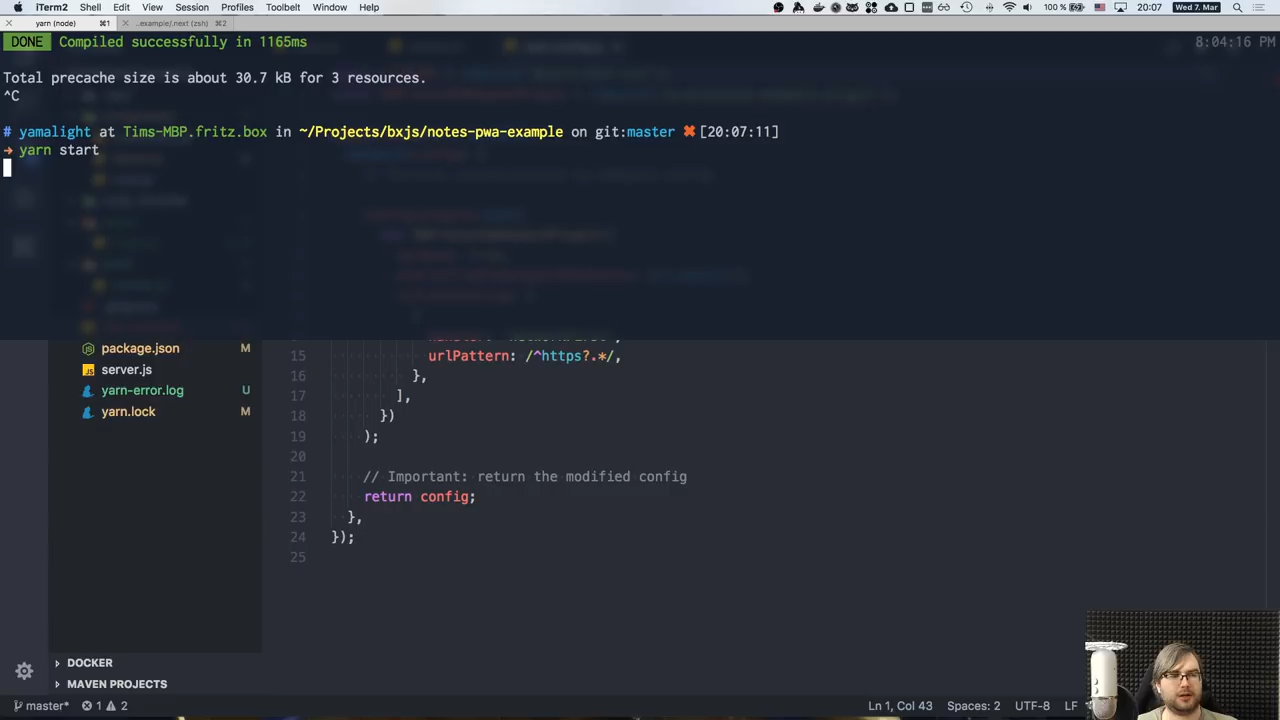 iTerm2 Shell Edit View Session Profiles Toolbelt Window Help 100 % 20:07 Wed 7. Mar
yarn (node) ⌘1 ..example/.next (zsh) ⌘2
DONE Compiled successfully in 1165ms 8:04:16 PM
Total precache size is about 30.7 kB for 3 resources.
^C
# yamalight at Tims-MBP.fritz.box in ~/Projects/bxjs/notes-pwa-example on git:master ✖ [20:07:11]
→ yarn start
package.json M
server.js
yarn-error.log U
yarn.lock M
15 urlPattern: /^https?.*/,
16 },
17 ],
18 })
19 );
20
21 // Important: return the modified config
22 return config;
23 },
24 });
25
DOCKER
MAVEN PROJECTS
master* 1 2 Ln 1, Col 43 Spaces: 2 UTF-8 LF